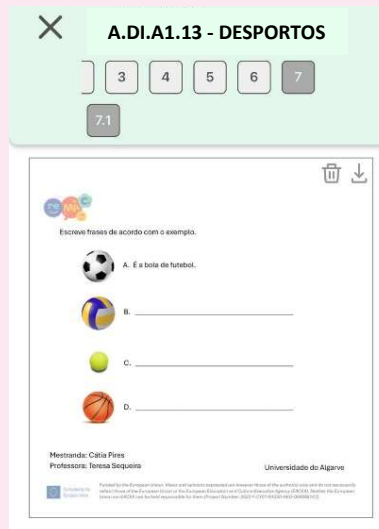 A.DI.A1.13 - DESPORTOS
3 4 5 6 7
7.1
Escreve frases de acordo com o exemplo.
A. É a bola de futebol.
B.
C.
D.
Mestranda: Cátia Pires
Professora: Teresa Sequeira
Universidade do Algarve